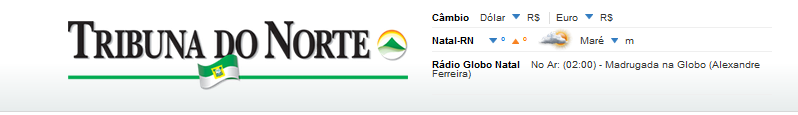 TRIBUNA DO NORTE
Câmbio Dólar R$ Euro R$
Natal-RN º º Maré m
Rádio Globo Natal No Ar: (02:00) - Madrugada na Globo (Alexandre
Ferreira)